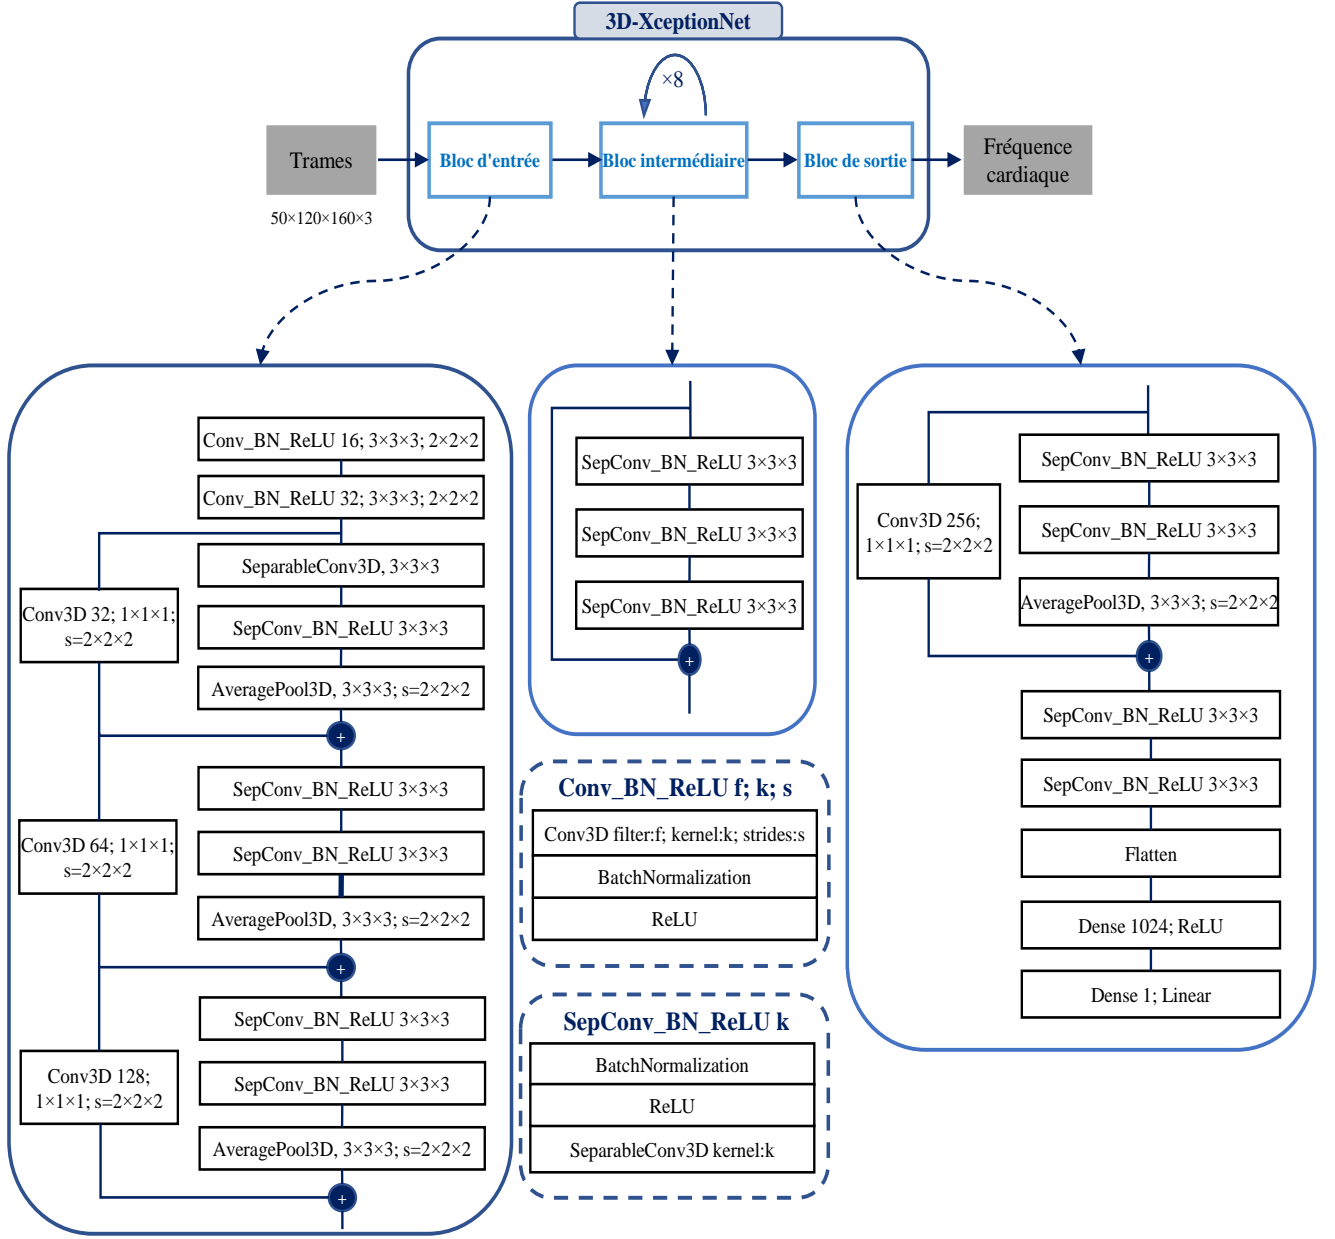 3D-XceptionNet
×8
Trames
Bloc d'entrée
Bloc intermédiaire
Bloc de sortie
Fréquence
cardiaque
50×120×160×3
Conv_BN_ReLU 16; 3×3×3; 2×2×2
Conv_BN_ReLU 32; 3×3×3; 2×2×2
SeparableConv3D, 3×3×3
Conv3D 32; 1×1×1;
s=2×2×2
SepConv_BN_ReLU 3×3×3
AveragePool3D, 3×3×3; s=2×2×2
+
SepConv_BN_ReLU 3×3×3
Conv3D 64; 1×1×1;
s=2×2×2
SepConv_BN_ReLU 3×3×3
AveragePool3D, 3×3×3; s=2×2×2
+
SepConv_BN_ReLU 3×3×3
Conv3D 128;
1×1×1; s=2×2×2
SepConv_BN_ReLU 3×3×3
AveragePool3D, 3×3×3; s=2×2×2
+
SepConv_BN_ReLU 3×3×3
SepConv_BN_ReLU 3×3×3
SepConv_BN_ReLU 3×3×3
+
Conv_BN_ReLU f; k; s
Conv3D filter:f; kernel:k; strides:s
BatchNormalization
ReLU
SepConv_BN_ReLU k
BatchNormalization
ReLU
SeparableConv3D kernel:k
SepConv_BN_ReLU 3×3×3
Conv3D 256;
1×1×1; s=2×2×2
SepConv_BN_ReLU 3×3×3
AveragePool3D, 3×3×3; s=2×2×2
+
SepConv_BN_ReLU 3×3×3
SepConv_BN_ReLU 3×3×3
Flatten
Dense 1024; ReLU
Dense 1; Linear